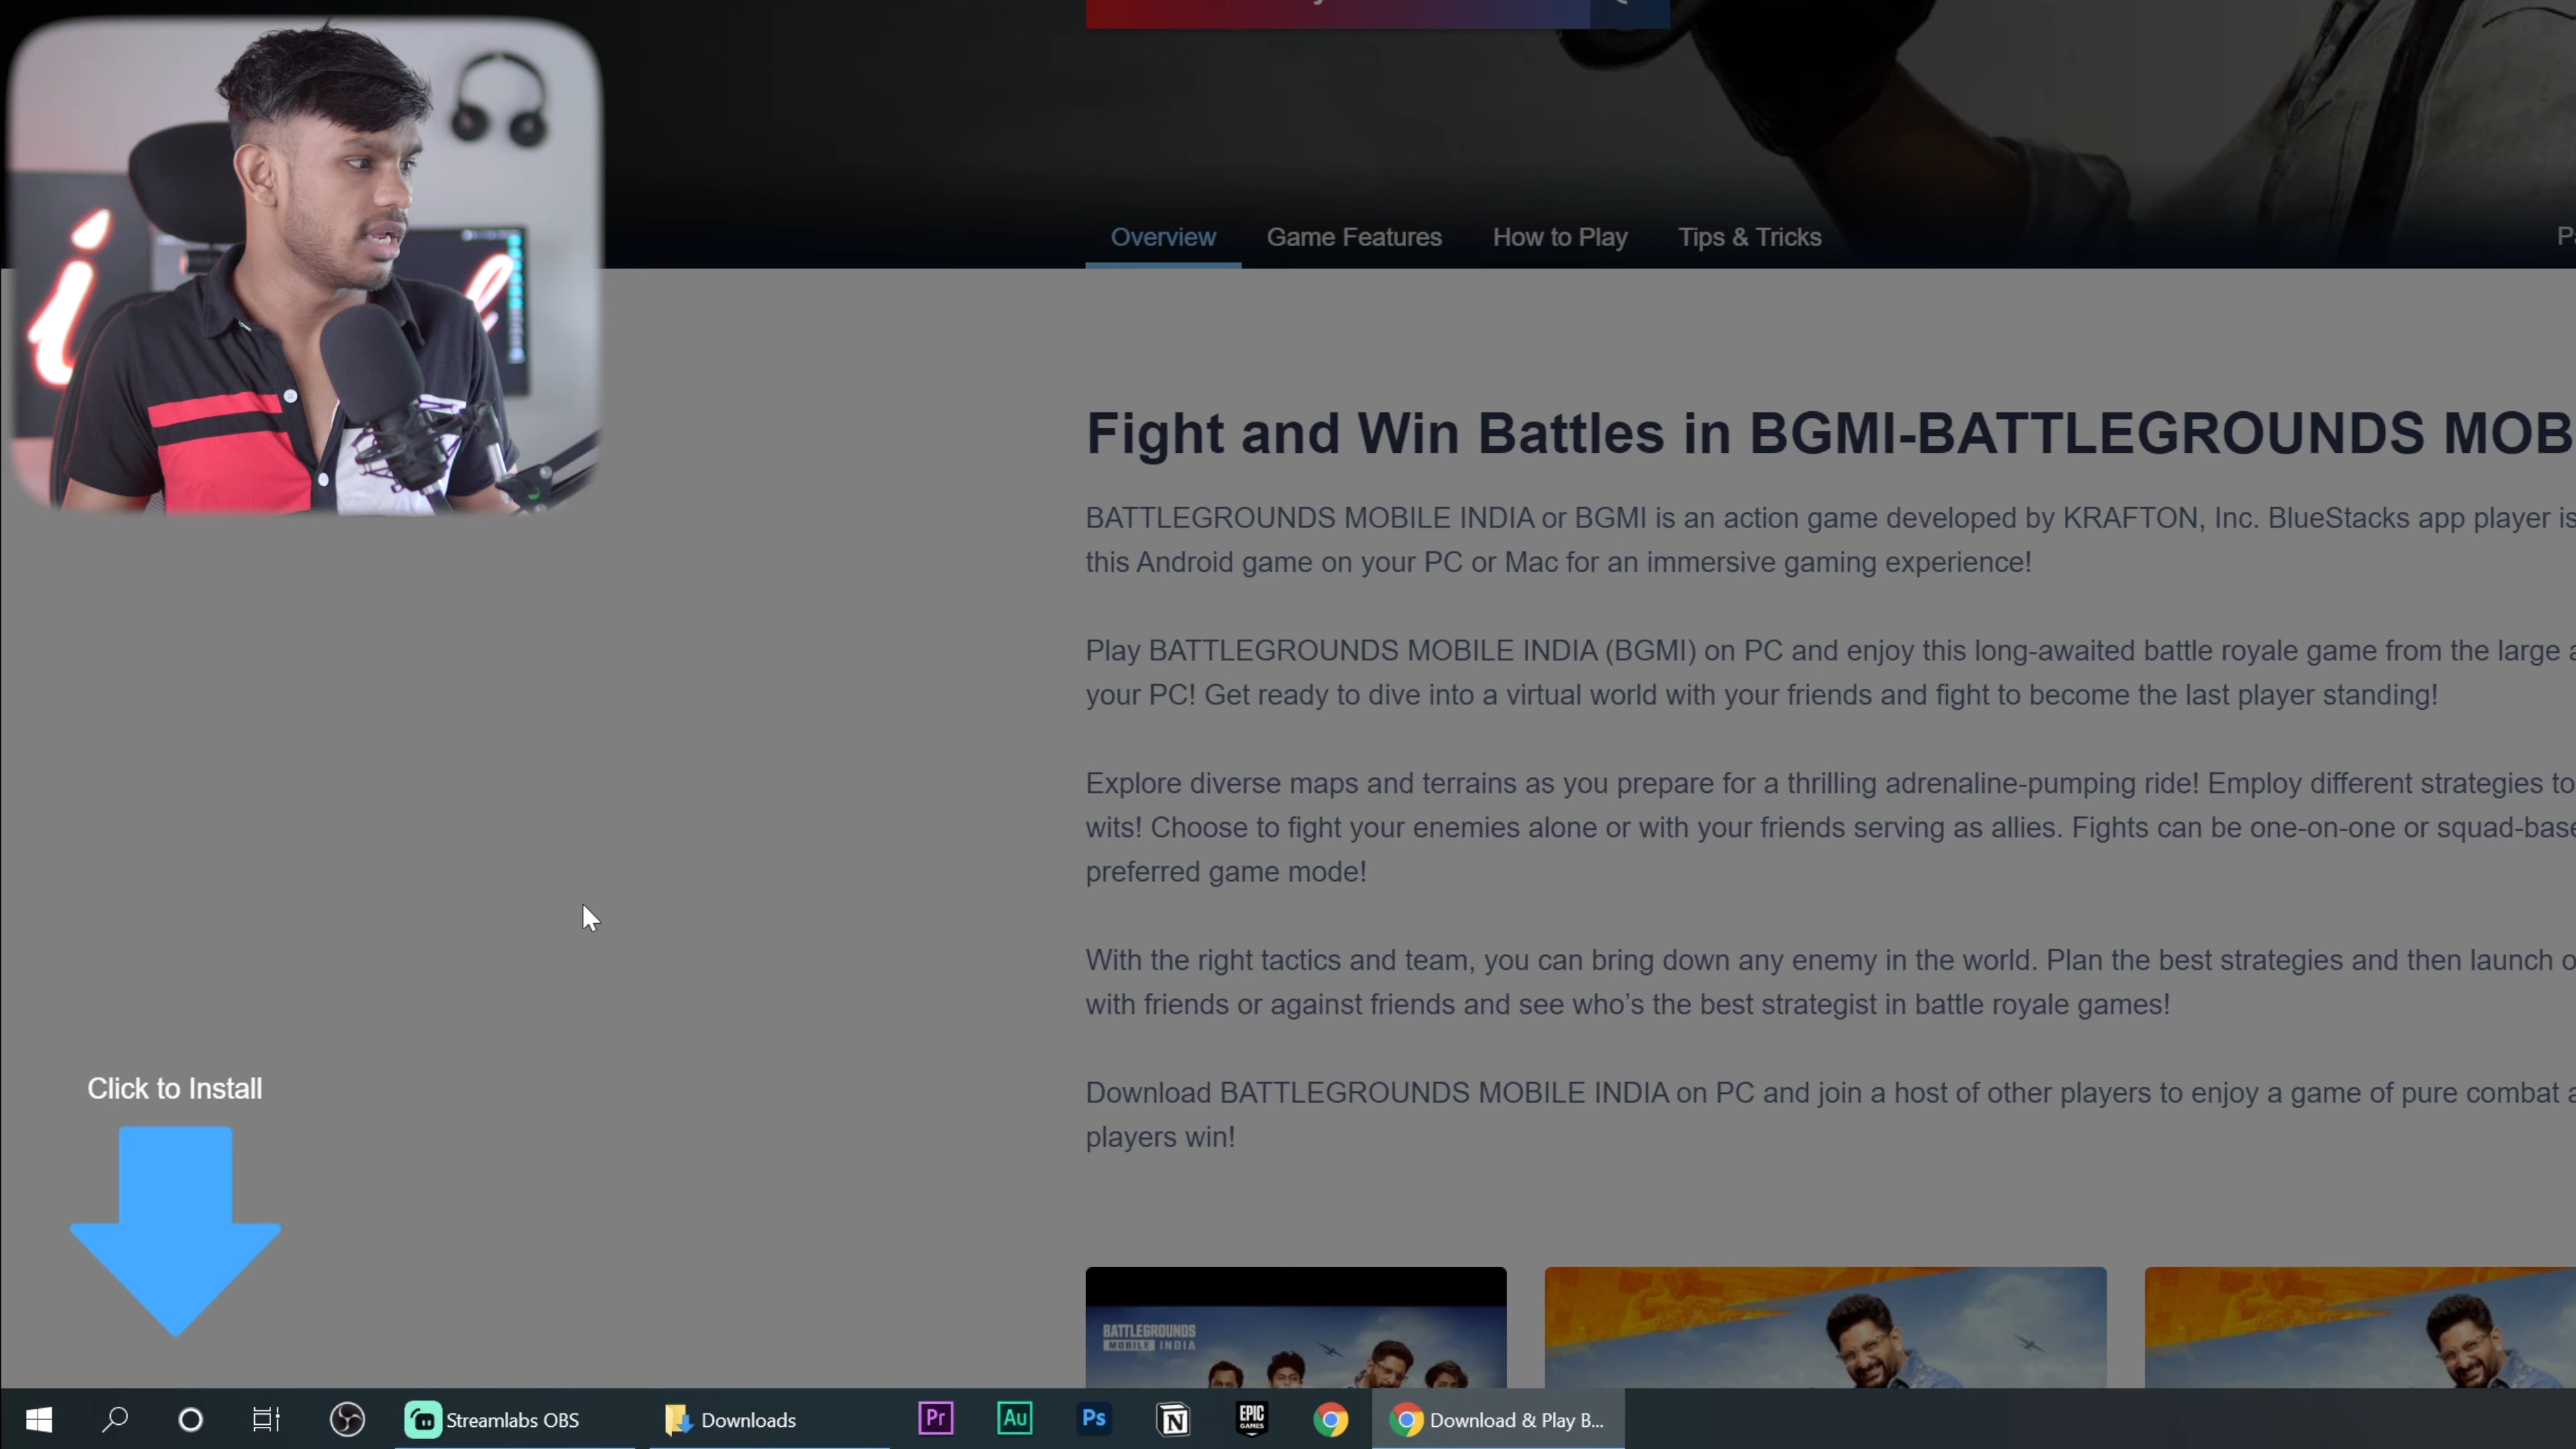 Overview Game Features How to Play Tips & Tricks
Fight and Win Battles in BGMI-BATTLEGROUNDS MOB
BATTLEGROUNDS MOBILE INDIA or BGMI is an action game developed by KRAFTON, Inc. BlueStacks app player is
this Android game on your PC or Mac for an immersive gaming experience!
Play BATTLEGROUNDS MOBILE INDIA (BGMI) on PC and enjoy this long-awaited battle royale game from the large
your PC! Get ready to dive into a virtual world with your friends and fight to become the last player standing!
Explore diverse maps and terrains as you prepare for a thrilling adrenaline-pumping ride! Employ different strategies to
wits! Choose to fight your enemies alone or with your friends serving as allies. Fights can be one-on-one or squad-base
preferred game mode!
With the right tactics and team, you can bring down any enemy in the world. Plan the best strategies and then launch
with friends or against friends and see who’s the best strategist in battle royale games!
Click to Install
Download BATTLEGROUNDS MOBILE INDIA on PC and join a host of other players to enjoy a game of pure combat
players win!
BATTLEGROUNDS
MOBILE INDIA
Streamlabs OBS Downloads Pr Au Ps N EPIC GAMES Download & Play B...